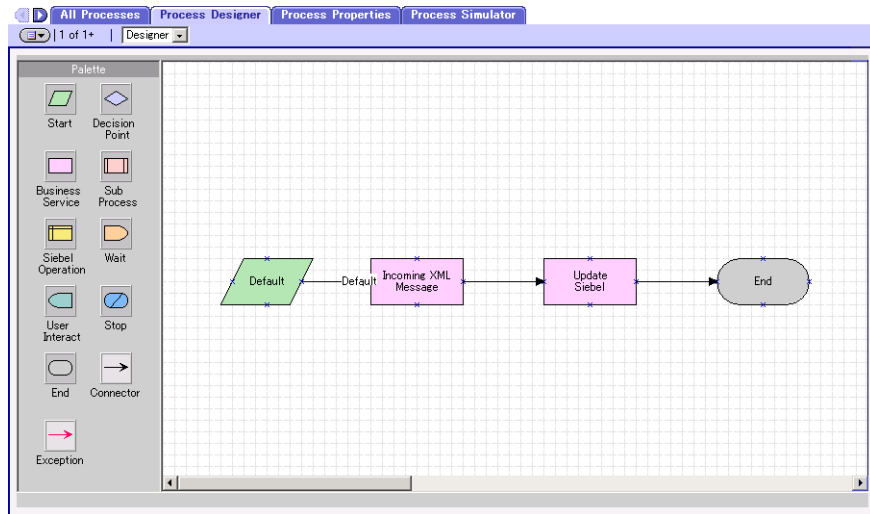 All Processes Process Designer Process Properties Process Simulator
1 of 1+ | Designer
Palette
Start Decision
Point
Business
Service Sub
Process
Siebel
Operation Wait
User
Interact Stop
End Connector
Exception
Default Default Incoming XML
Message Update
Siebel End